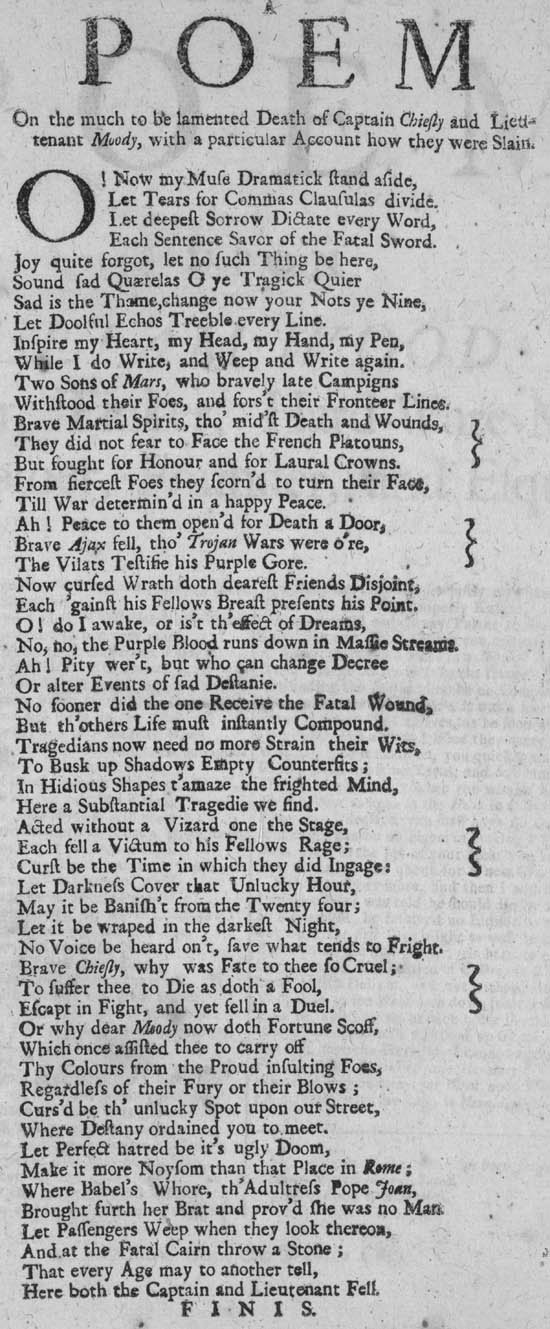 A
POEM
On the much to be lamented Death of Captain Chiesly and Lieu-
tenant Moody, with a particular Account how they were Slain.
O! Now my Muſe Dramatick ſtand aſide,
Let Tears for Commas Clauſulas divide.
Let deepeſt Sorrow Dictate every Word,
Each Sentence Savor of the Fatal Sword.
Joy quite forgot, let no ſuch Thing be here,
Sound ſad Quærelas O ye Tragick Quier
Sad is the Thame,change now your Nots ye Nine,
Let Doolful Echos Treeble every Line.
Inſpire my Heart, my Head, my Hand, my Pen,
While I do Write, and Weep and Write again.
Two Sons of Mars, who bravely late Campigns
Withſtood their Foes, and forſ't their Fronteer Lines.
Brave Martial Spirits, tho' mid'ſt Death and Wounds,
They did not fear to Face the French Platouns,
But fought for Honour and for Laural Crowns.
From fierceſt Foes they ſcorn'd to turn their Face,
Till War determin'd in a happy Peace.
Ah! Peace to them open'd for Death a Door,
Brave Ajax fell, tho' Trojan Wars were o're,
The Vilats Teſtifie his Purple Gore.
Now curſed Wrath doth deareſt Friends Disjoint,
Each 'gainſt his Fellows Breaſt preſents his Point.
O! do I awake, or is't th'effect of Dreams,
No, no, the Purple Blood runs down in Maſſie Streams.
Ah! Pity wer't, but who can change Decree
Or alter Events of ſad Deſtanie.
No ſooner did the one Receive the Fatal Wound,
But th'others Life muſt inſtantly Compound.
Tragedians now need no more Strain their Wits,
To Busk up Shadows Empty Counterfits;
In Hidious Shapes t'amaze the frighted Mind,
Here a Subſtantial Tragedie we find.
Acted without a Vizard one the Stage,
Each fell a Victum to his Fellows Rage;
Curſt be the Time in which they did Ingage:
Let Darkneſs Cover that Unlucky Hour,
May it be Baniſh't from the Twenty four;
Let it be wraped in the darkeſt Night,
No Voice be heard on't, ſave what tends to Fright.
Brave Chieſly, why was Fate to thee ſo Cruel;
To ſuffer thee to Die as doth a Fool,
Eſcapt in Fight, and yet fell in a Duel.
Or why dear Moody now doth Fortune Scoff,
Which once aſſiſted thee to carry off
Thy Colours from the Proud inſulting Foes,
Regardleſs of their Fury or their Blows;
Curs'd be th' unlucky Spot upon our Street,
Where Deſtany ordained you to meet.
Let Perfect hatred be it's ugly Doom,
Make it more Noyſom than that Place in Rome;
Where Babel's Whore, th'Adultreſs Pope Joan,
Brought furth her Brat and prov'd ſhe was no Man.
Let Paſſengers Weep when they look thereon,
And at the Fatal Cairn throw a Stone;
That every Age may to another tell,
Here both the Captain and Lieutenant Fell.
FINIS.